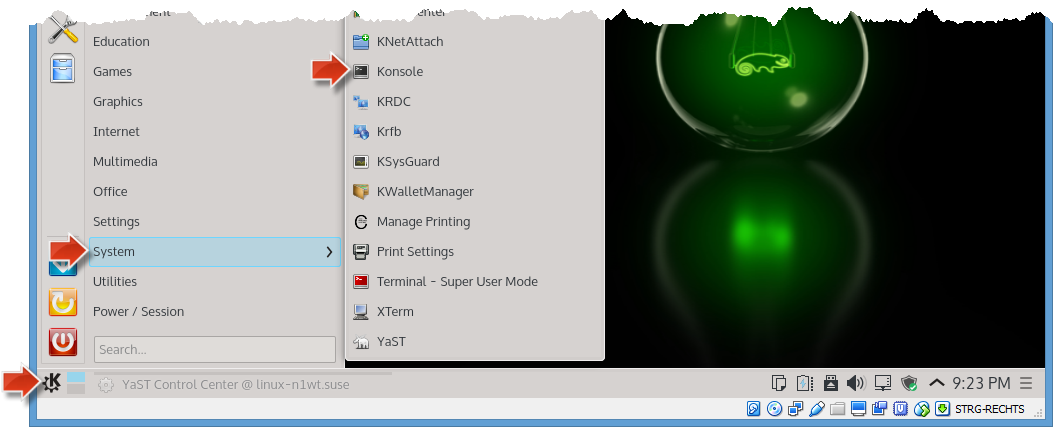 Education
Games
Graphics
Internet
Multimedia
Office
Settings
System
Utilities
Power / Session
Search...
KNetAttach
Konsole
KRDC
Krfb
KSysGuard
KWalletManager
Manage Printing
Print Settings
Terminal - Super User Mode
XTerm
YaST
YaST Control Center @ linux-n1wt.suse
9:23 PM
STRG-RECHTS